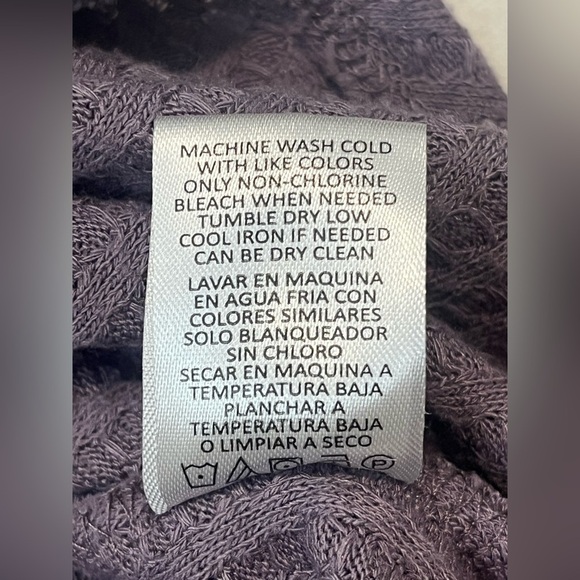 MACHINE WASH COLD
WITH LIKE COLORS
ONLY NON-CHLORINE
BLEACH WHEN NEEDED
TUMBLE DRY LOW
COOL IRON IF NEEDED
CAN BE DRY CLEAN
LAVAR EN MAQUINA
EN AGUA FRIA CON
COLORES SIMILARES
SOLO BLANQUEADOR
SIN CHLORO
SECAR EN MAQUINA A
TEMPERATURA BAJA
PLANCHAR A
TEMPERATURA BAJA
O LIMPIAR A SECO
P